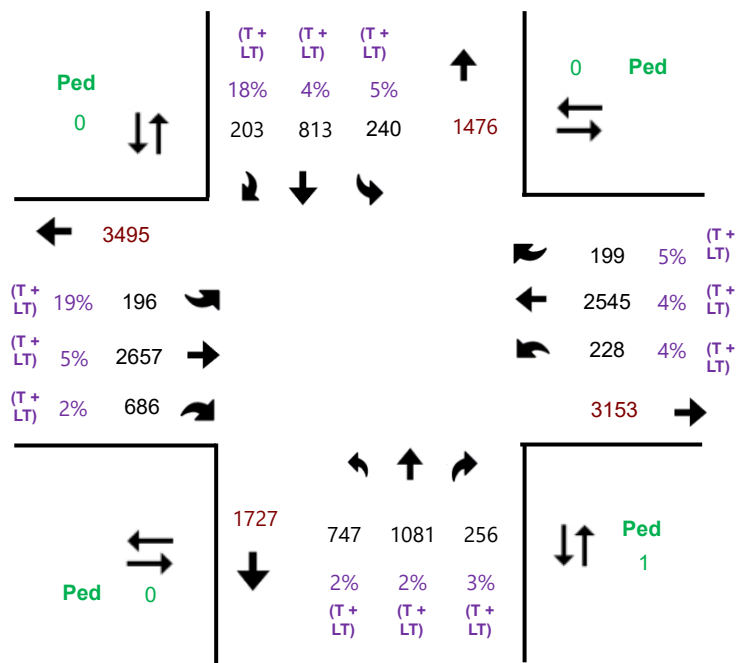 (T + (T + (T +
LT) LT) LT)
Ped
0
18% 4% 5%
203 813 240
1476
0 Ped
3495
(T +
LT) 19% 196
(T +
LT) 5% 2657
(T +
LT) 2% 686
199 5% (T +
LT)
2545 4% (T +
LT)
228 4% (T +
LT)
3153
1727
747 1081 256
2% 2% 3%
(T + (T + (T +
LT) LT) LT)
Ped 0
Ped
1